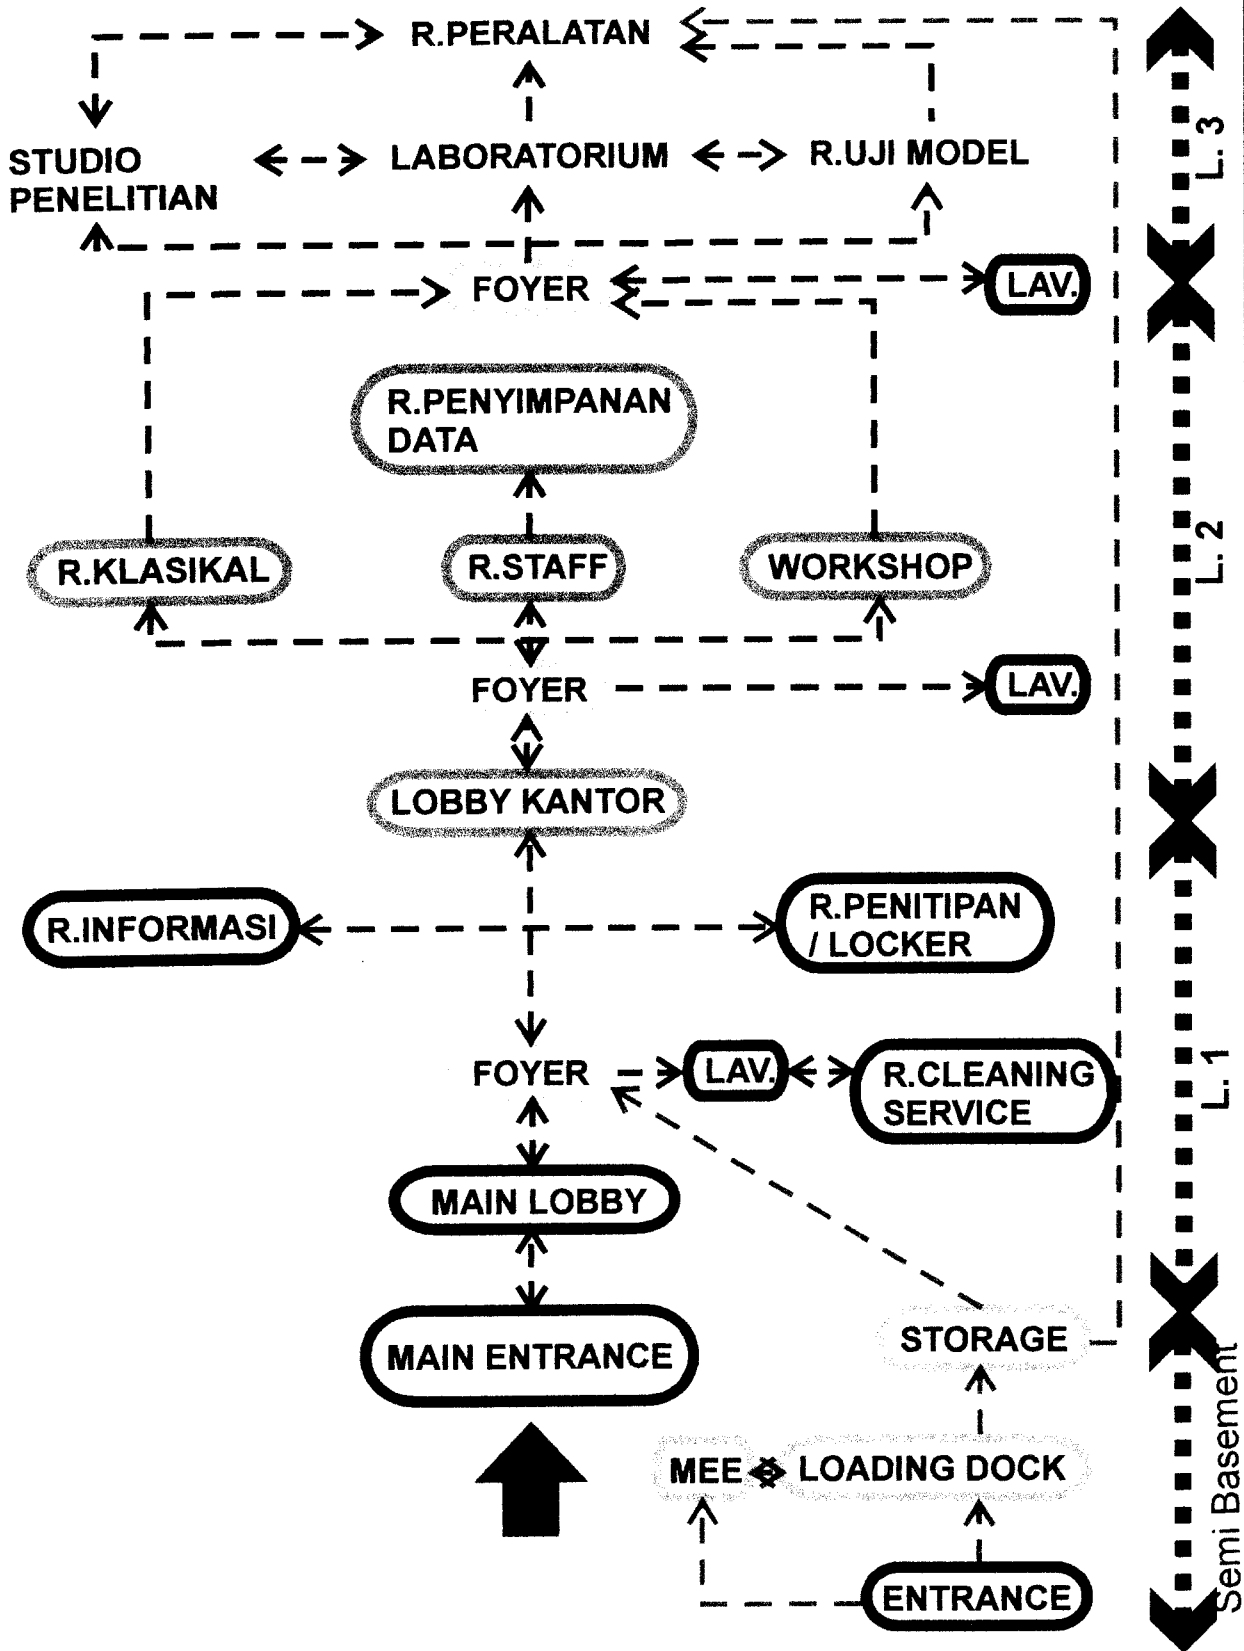 R.PERALATAN
STUDIO
PENELITIAN
LABORATORIUM
R.UJI MODEL
L. 3
FOYER
LAV.
R.PENYIMPANAN
DATA
R.KLASIKAL
R.STAFF
WORKSHOP
L. 2
FOYER
LAV.
LOBBY KANTOR
R.INFORMASI
R.PENITIPAN
/ LOCKER
FOYER
LAV.
R.CLEANING
SERVICE
L. 1
MAIN LOBBY
MAIN ENTRANCE
STORAGE
MEE
LOADING DOCK
ENTRANCE
Semi Basement